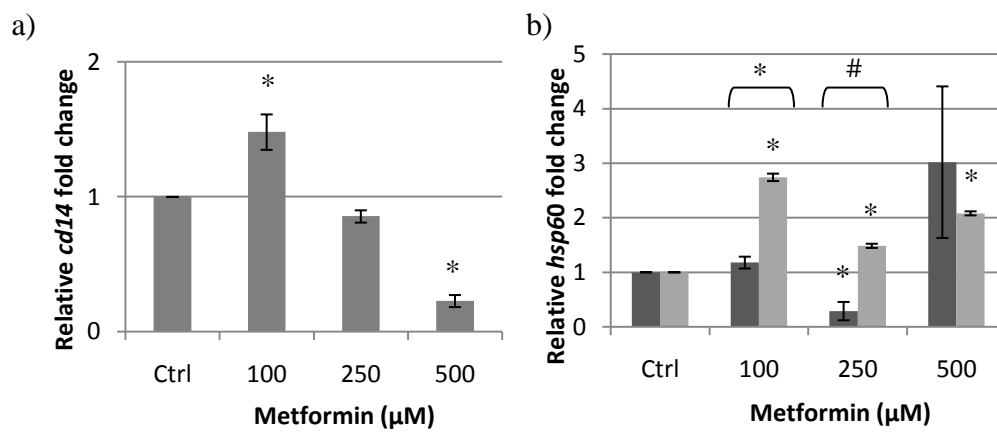 a)
Relative cd14 fold change
2
1
0
*
*
Ctrl 100 250 500
Metformin (µM)
b)
Relative hsp60 fold change
5
4
3
2
1
0
* #
*
*
*
*
Ctrl 100 250 500
Metformin (µM)